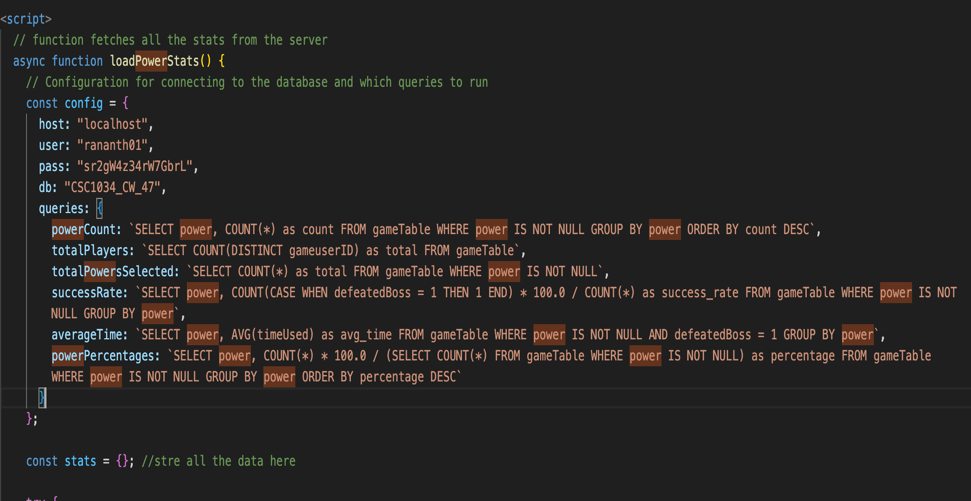 <script>
// function fetches all the stats from the server
async function loadPowerStats() {
// Configuration for connecting to the database and which queries to run
const config = {
host: "localhost",
user: "rananth01",
pass: "sr2gW4z34rW7GbrL",
db: "CSC1034_CW_47",
queries: {
powerCount: `SELECT power, COUNT(*) as count FROM gameTable WHERE power IS NOT NULL GROUP BY power ORDER BY count DESC`,
totalPlayers: `SELECT COUNT(DISTINCT gameuserID) as total FROM gameTable`,
totalPowersSelected: `SELECT COUNT(*) as total FROM gameTable WHERE power IS NOT NULL`,
successRate: `SELECT power, COUNT(CASE WHEN defeatedBoss = 1 THEN 1 END) * 100.0 / COUNT(*) as success_rate FROM gameTable WHERE power IS NOT
NULL GROUP BY power`,
averageTime: `SELECT power, AVG(timeUsed) as avg_time FROM gameTable WHERE power IS NOT NULL AND defeatedBoss = 1 GROUP BY power`,
powerPercentages: `SELECT power, COUNT(*) * 100.0 / (SELECT COUNT(*) FROM gameTable WHERE power IS NOT NULL) as percentage FROM gameTable
WHERE power IS NOT NULL GROUP BY power ORDER BY percentage DESC`
}
};
const stats = {}; //stre all the data here
try {